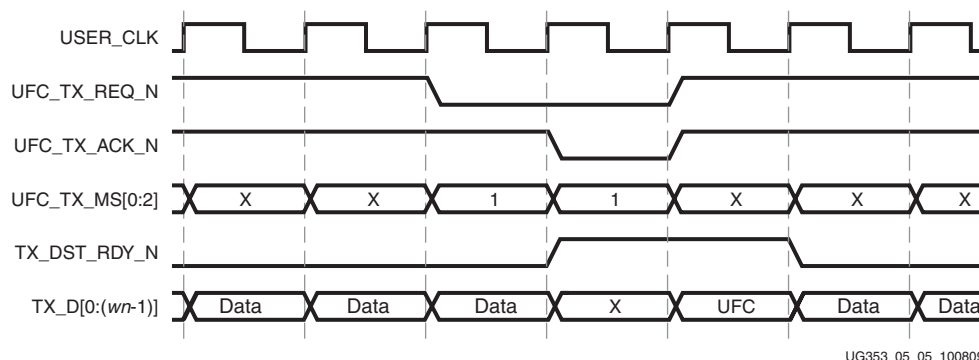 USER_CLK
UFC_TX_REQ_N
UFC_TX_ACK_N
UFC_TX_MS[0:2] X X 1 1 X X X
TX_DST_RDY_N
TX_D[0:(wn-1)] Data Data Data X UFC Data Data
UG353_05_05_100808